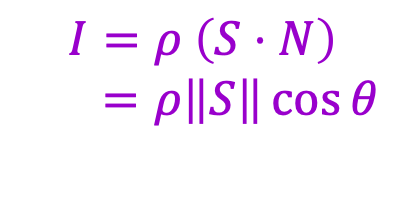 I = ρ (S · N)
= ρ‖S‖ cos θ